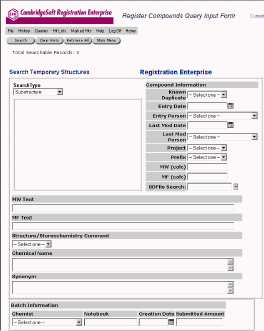 CambridgeSoft Registration Enterprise
Register Compounds Query Input Form
File History Queries Hit List Marked Hits Help Log Off Home
Search Clear Form Retrieve All Main Menu
Total Searchable Records: 0
Search Temporary Structures
Registration Enterprise
SearchType
Substructure
Compound Information
Known Duplicate --Select one--
Entry Date
Entry Person --Select one--
Last Mod Date
Last Mod Person --Select one--
Project --Select one--
Prefix --Select one--
MW (calc)
MF (calc)
SDFile Search
MW Text
MF Text
Structure/Stereochemistry Comment
--Select one--
Chemical Name
Synonym
Batch Information
Chemist Notebook Creation Date Submitted Amount
--Select one--